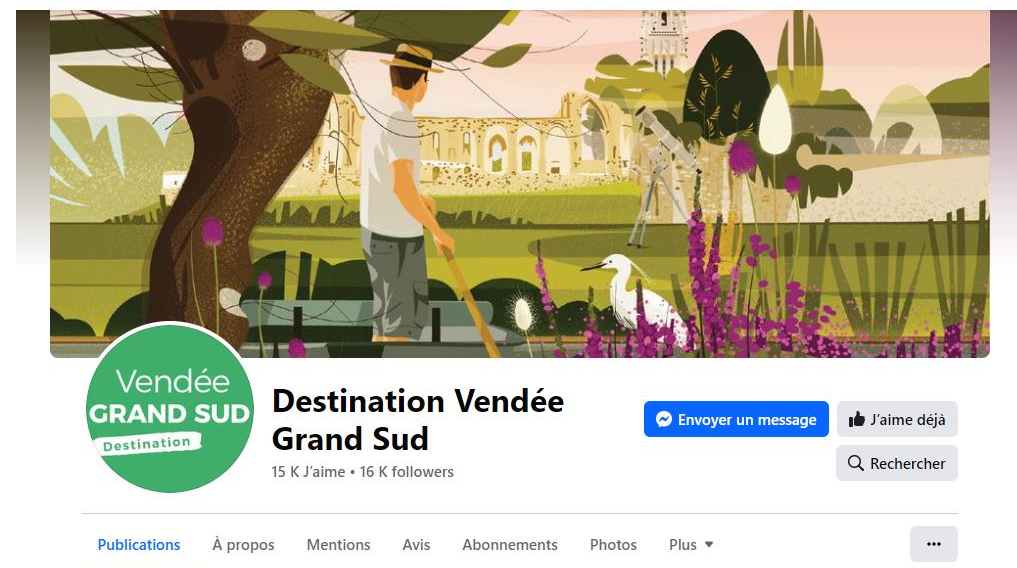 Vendée
GRAND SUD
Destination
Destination Vendée
Grand Sud
15 K J’aime • 16 K followers
Envoyer un message
J’aime déjà
Rechercher
Publications À propos Mentions Avis Abonnements Photos Plus